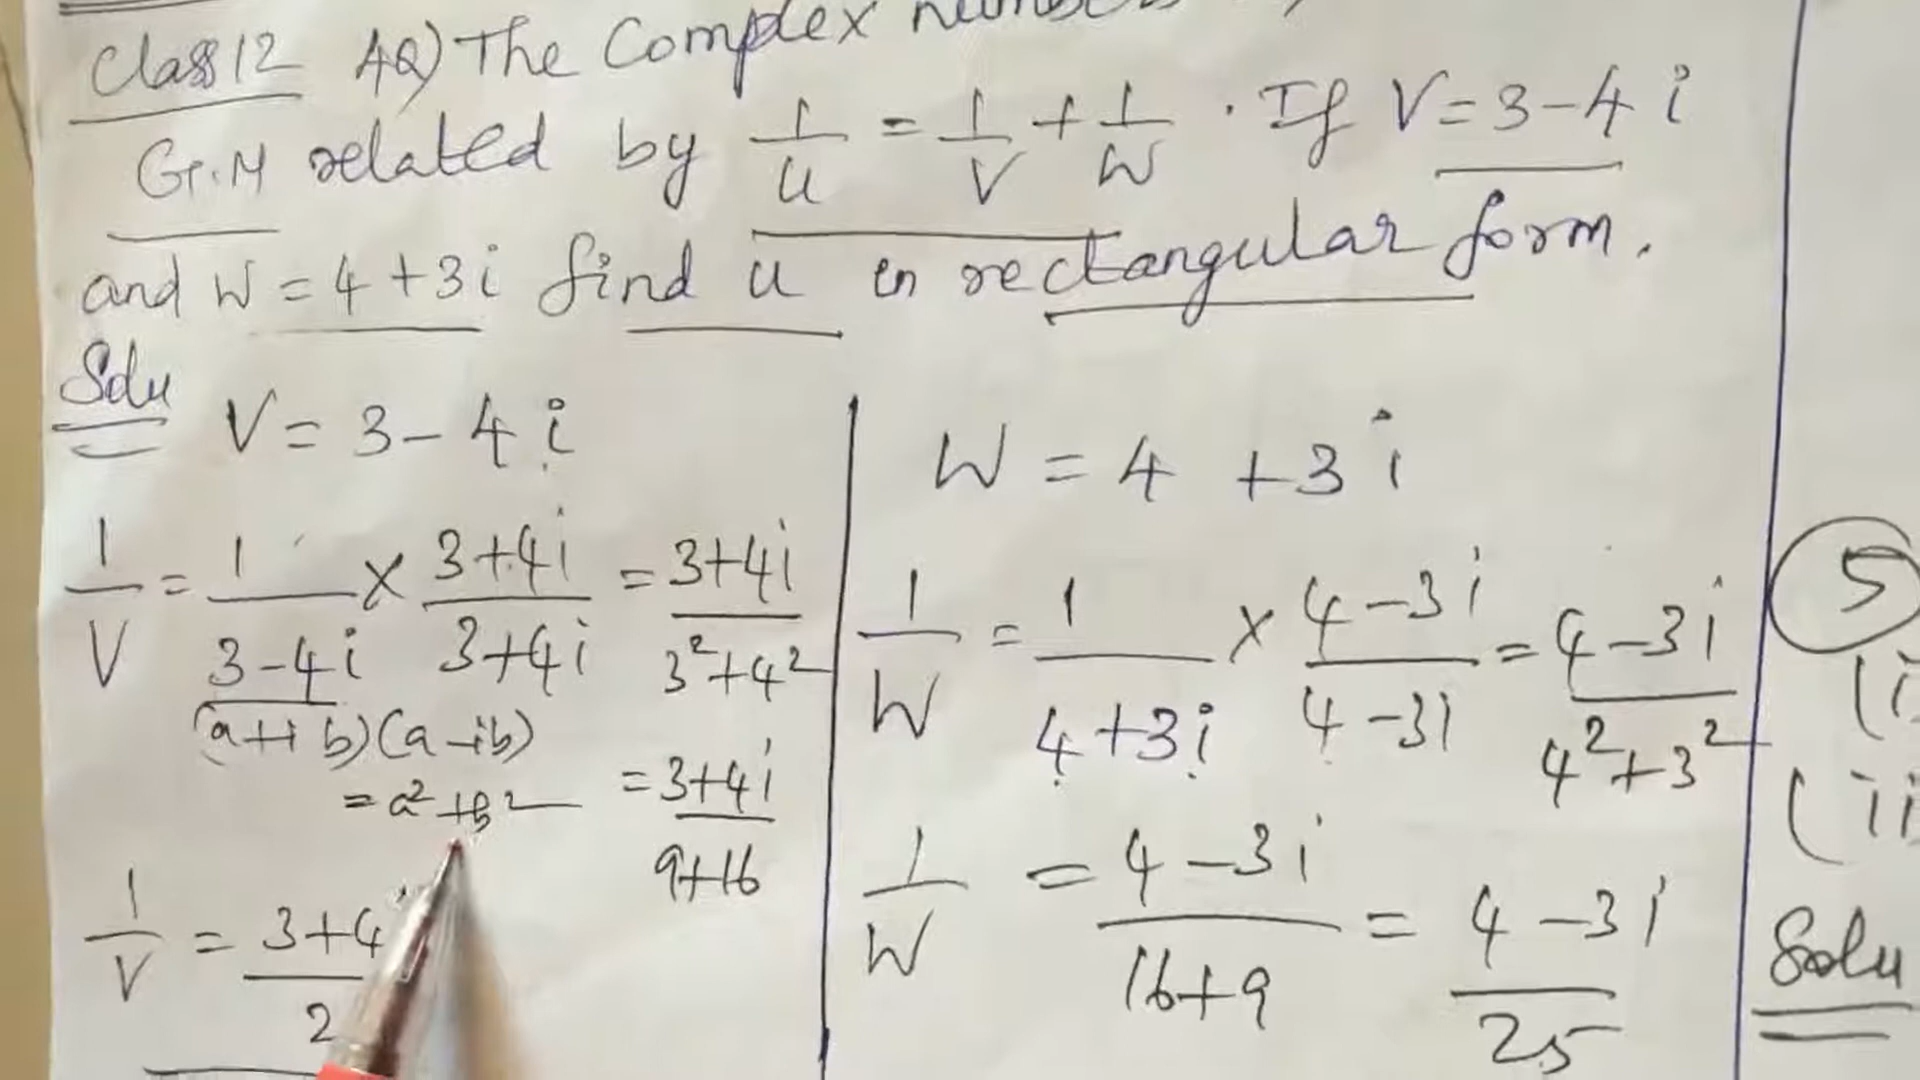 Class 12 4Q) The Complex numbers
G.M related by 1/u = 1/V + 1/W . If V = 3 - 4i
and W = 4 + 3i find u in rectangular form.
Solu
V = 3 - 4i
1/V = 1/(3-4i) × (3+4i)/(3+4i) = (3+4i)/(3²+4²)
(a+ib)(a-ib)
= a²+b²
= (3+4i)/(9+16)
1/V = 3+4 / 2
W = 4 + 3i
1/W = 1/(4+3i) × (4-3i)/(4-3i) = (4-3i)/(4²+3²)
1/W = (4-3i)/(16+9) = (4-3i)/25
5
(i
(ii
Solu